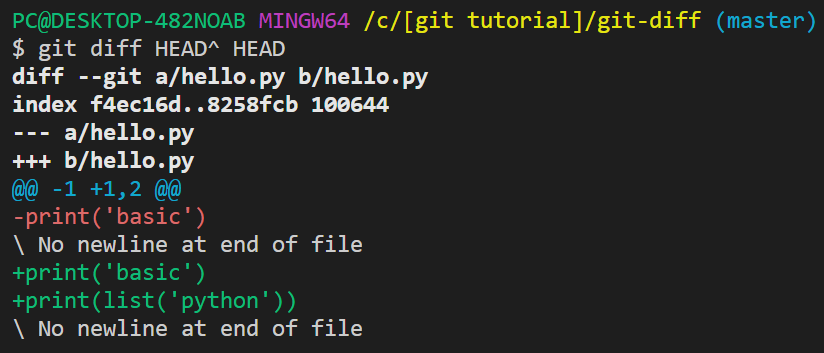 PC@DESKTOP-482NOAB MINGW64 /c/[git tutorial]/git-diff (master)
$ git diff HEAD^ HEAD
diff --git a/hello.py b/hello.py
index f4ec16d..8258fcb 100644
--- a/hello.py
+++ b/hello.py
@@ -1 +1,2 @@
-print('basic')
\ No newline at end of file
+print('basic')
+print(list('python'))
\ No newline at end of file